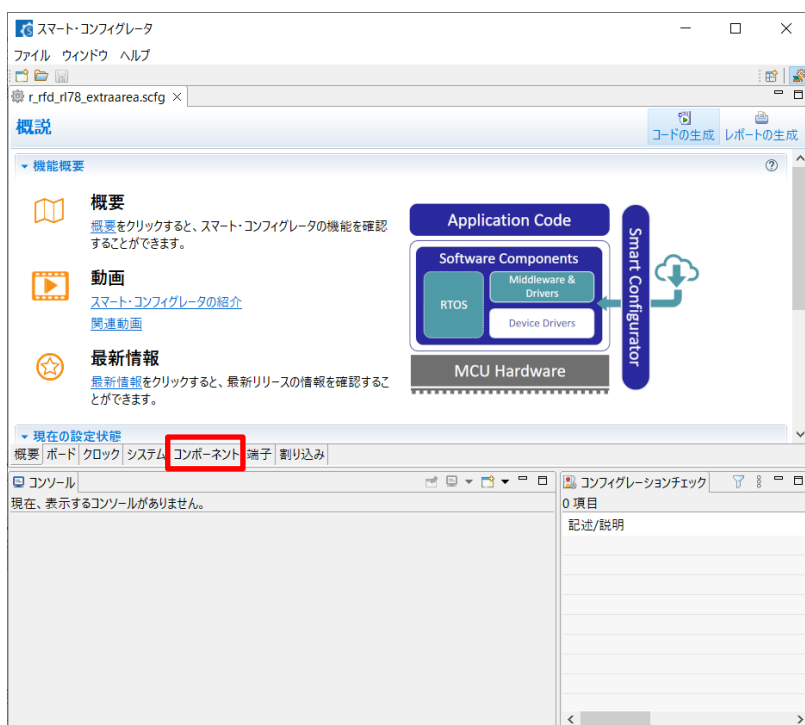 スマート・コンフィグレータ
ファイル ウィンドウ ヘルプ
r_rfd_rl78_extraarea.scfg
概説
コードの生成 レポートの生成
機能概要
概要
概要をクリックすると、スマート・コンフィグレータの機能を確認
することができます。
動画
スマート・コンフィグレータの紹介
関連動画
最新情報
最新情報をクリックすると、最新リリースの情報を確認するこ
とができます。
Application Code
Software Components
RTOS
Middleware &
Drivers
Device Drivers
MCU Hardware
Smart Configurator
現在の設定状態
概要 ボード クロック システム コンポーネント 端子 割り込み
コンソール
現在、表示するコンソールがありません。
コンフィグレーションチェック
0 項目
記述/説明